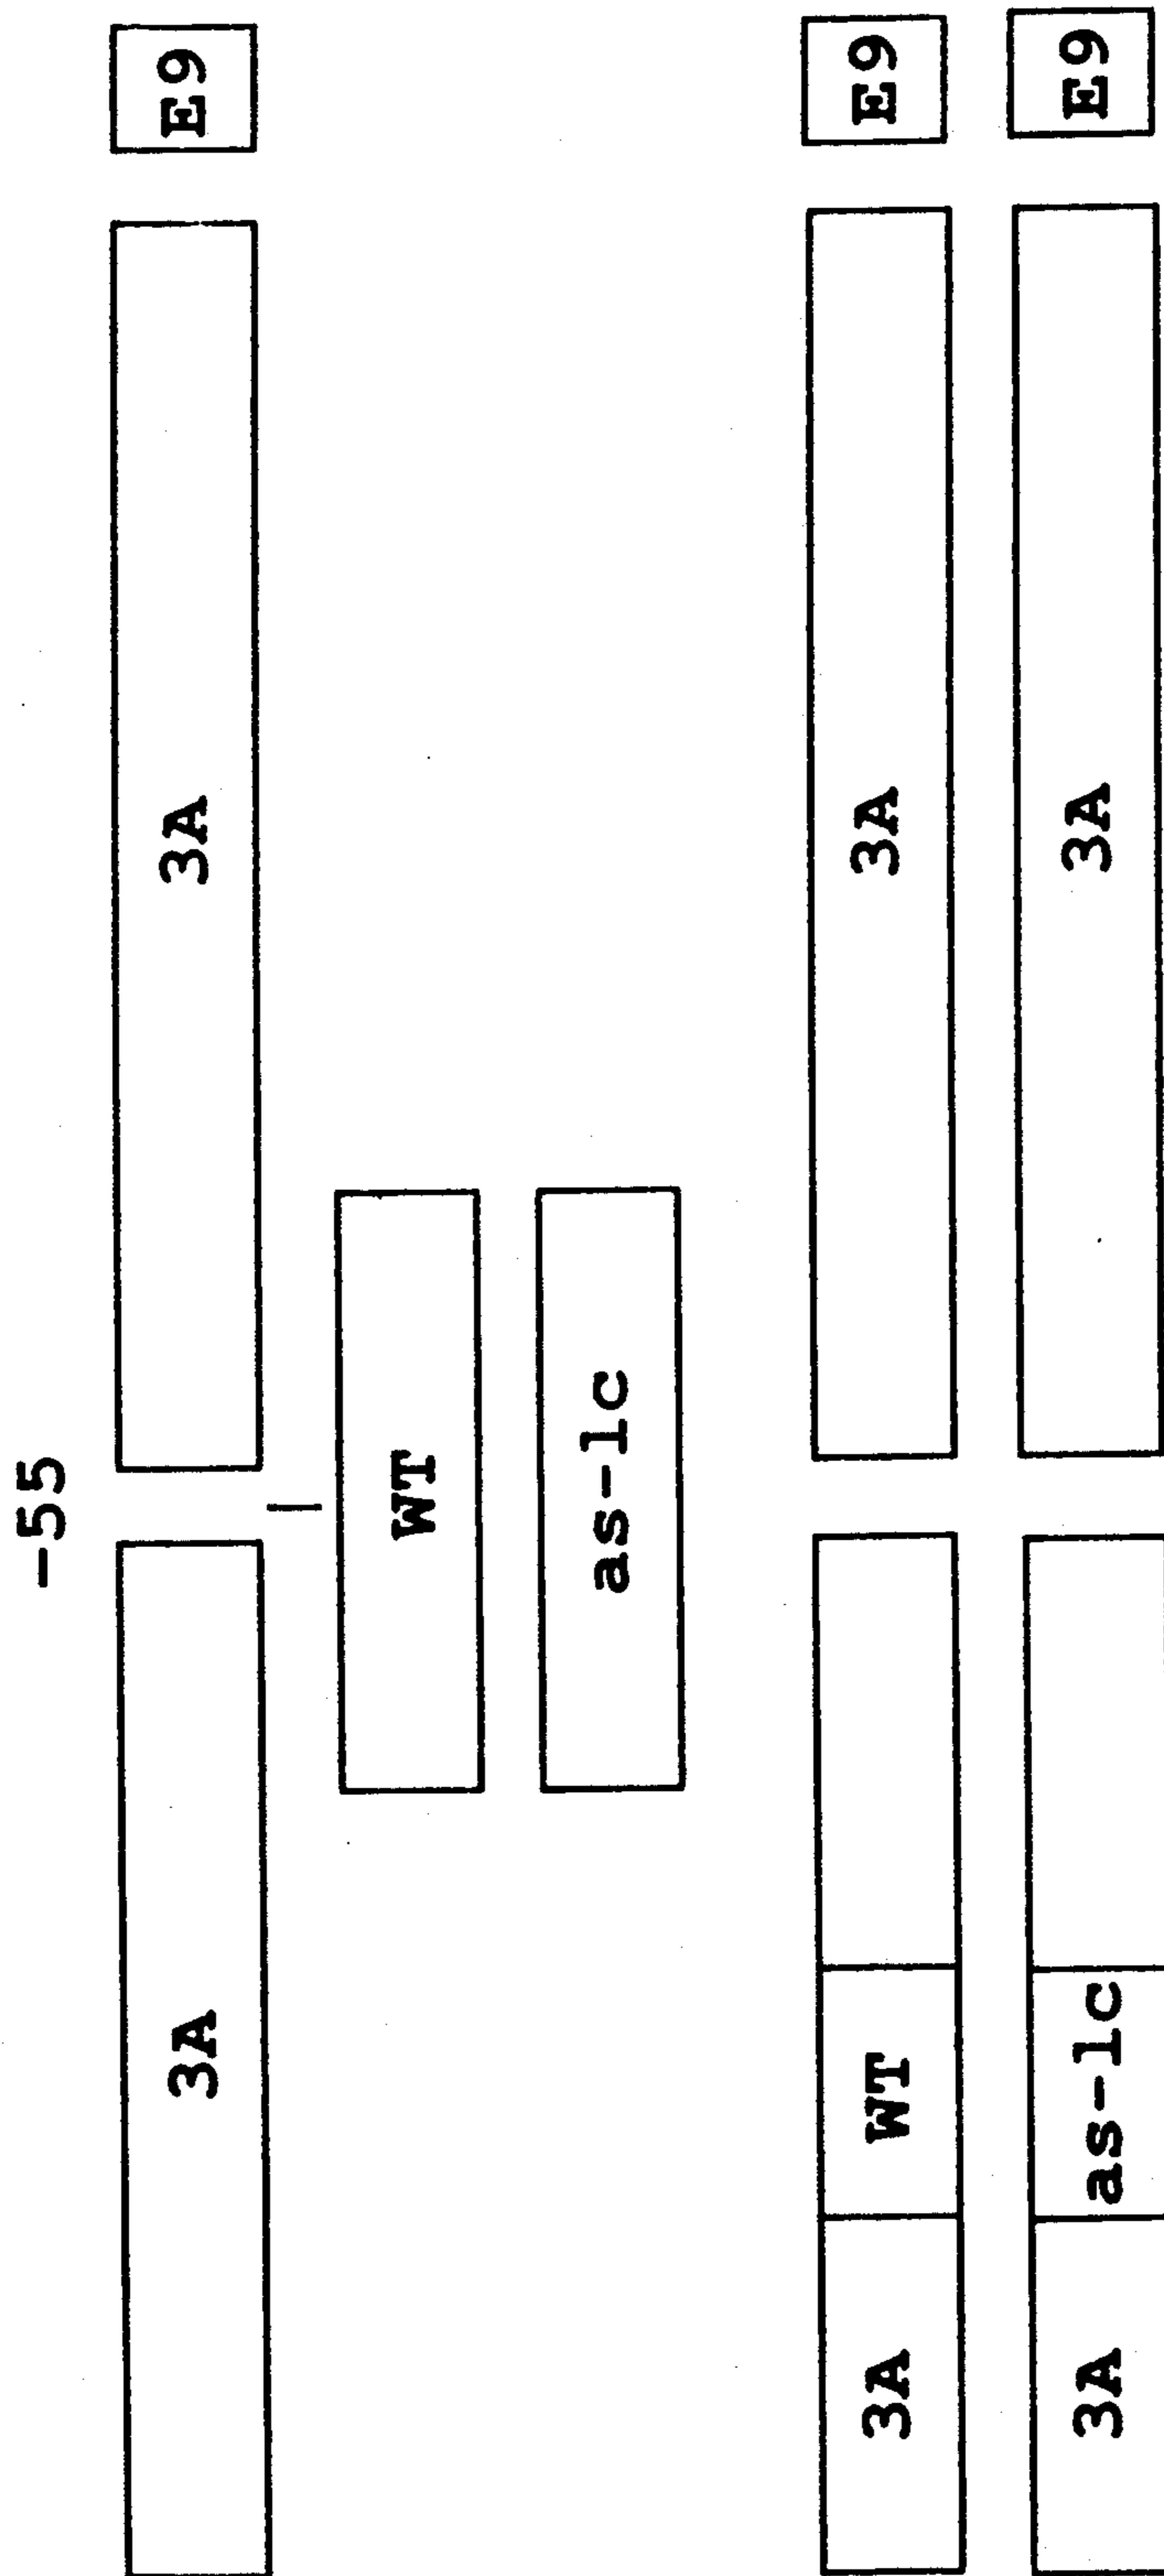 -55
3A 3A E9
WT
as-1c
3A WT 3A E9
3A as-1c 3A E9